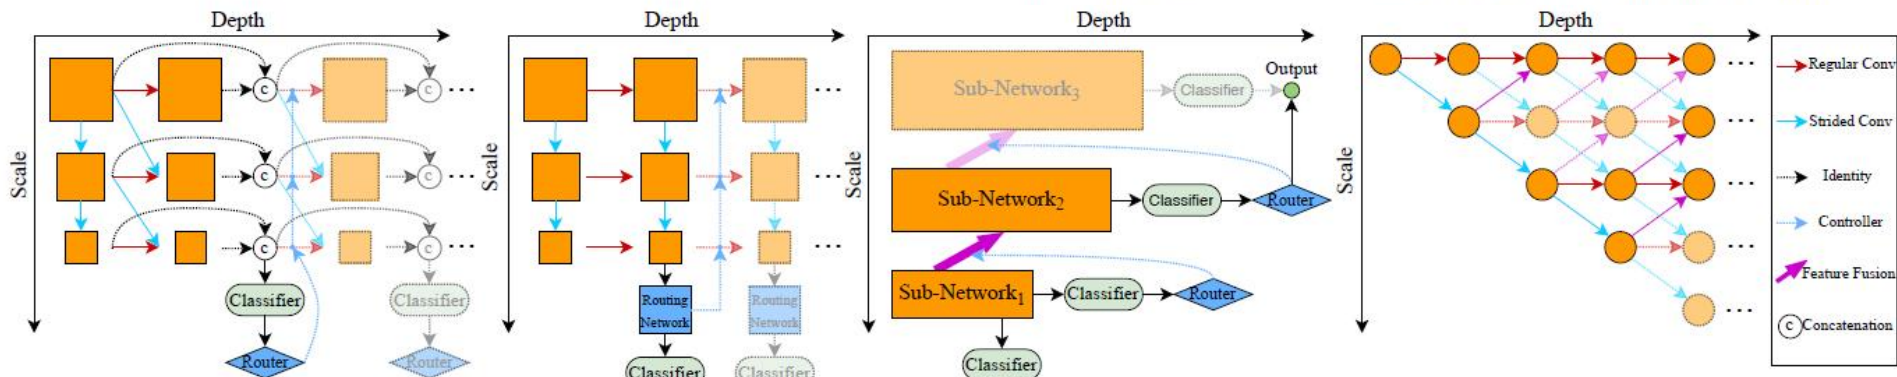 Depth
Scale
C
C
C
C
C
C
...
...
...
Classifier
Classifier
Router
Router
Depth
Scale
...
...
...
Routing
Network
Routing
Network
Classifier
Classifier
Depth
Scale
Sub-Network3
Classifier
Output
Sub-Network2
Classifier
Router
Sub-Network1
Classifier
Router
Classifier
Depth
Scale
...
...
...
...
...
Regular Conv
Strided Conv
Identity
Controller
Feature Fusion
C Concatenation